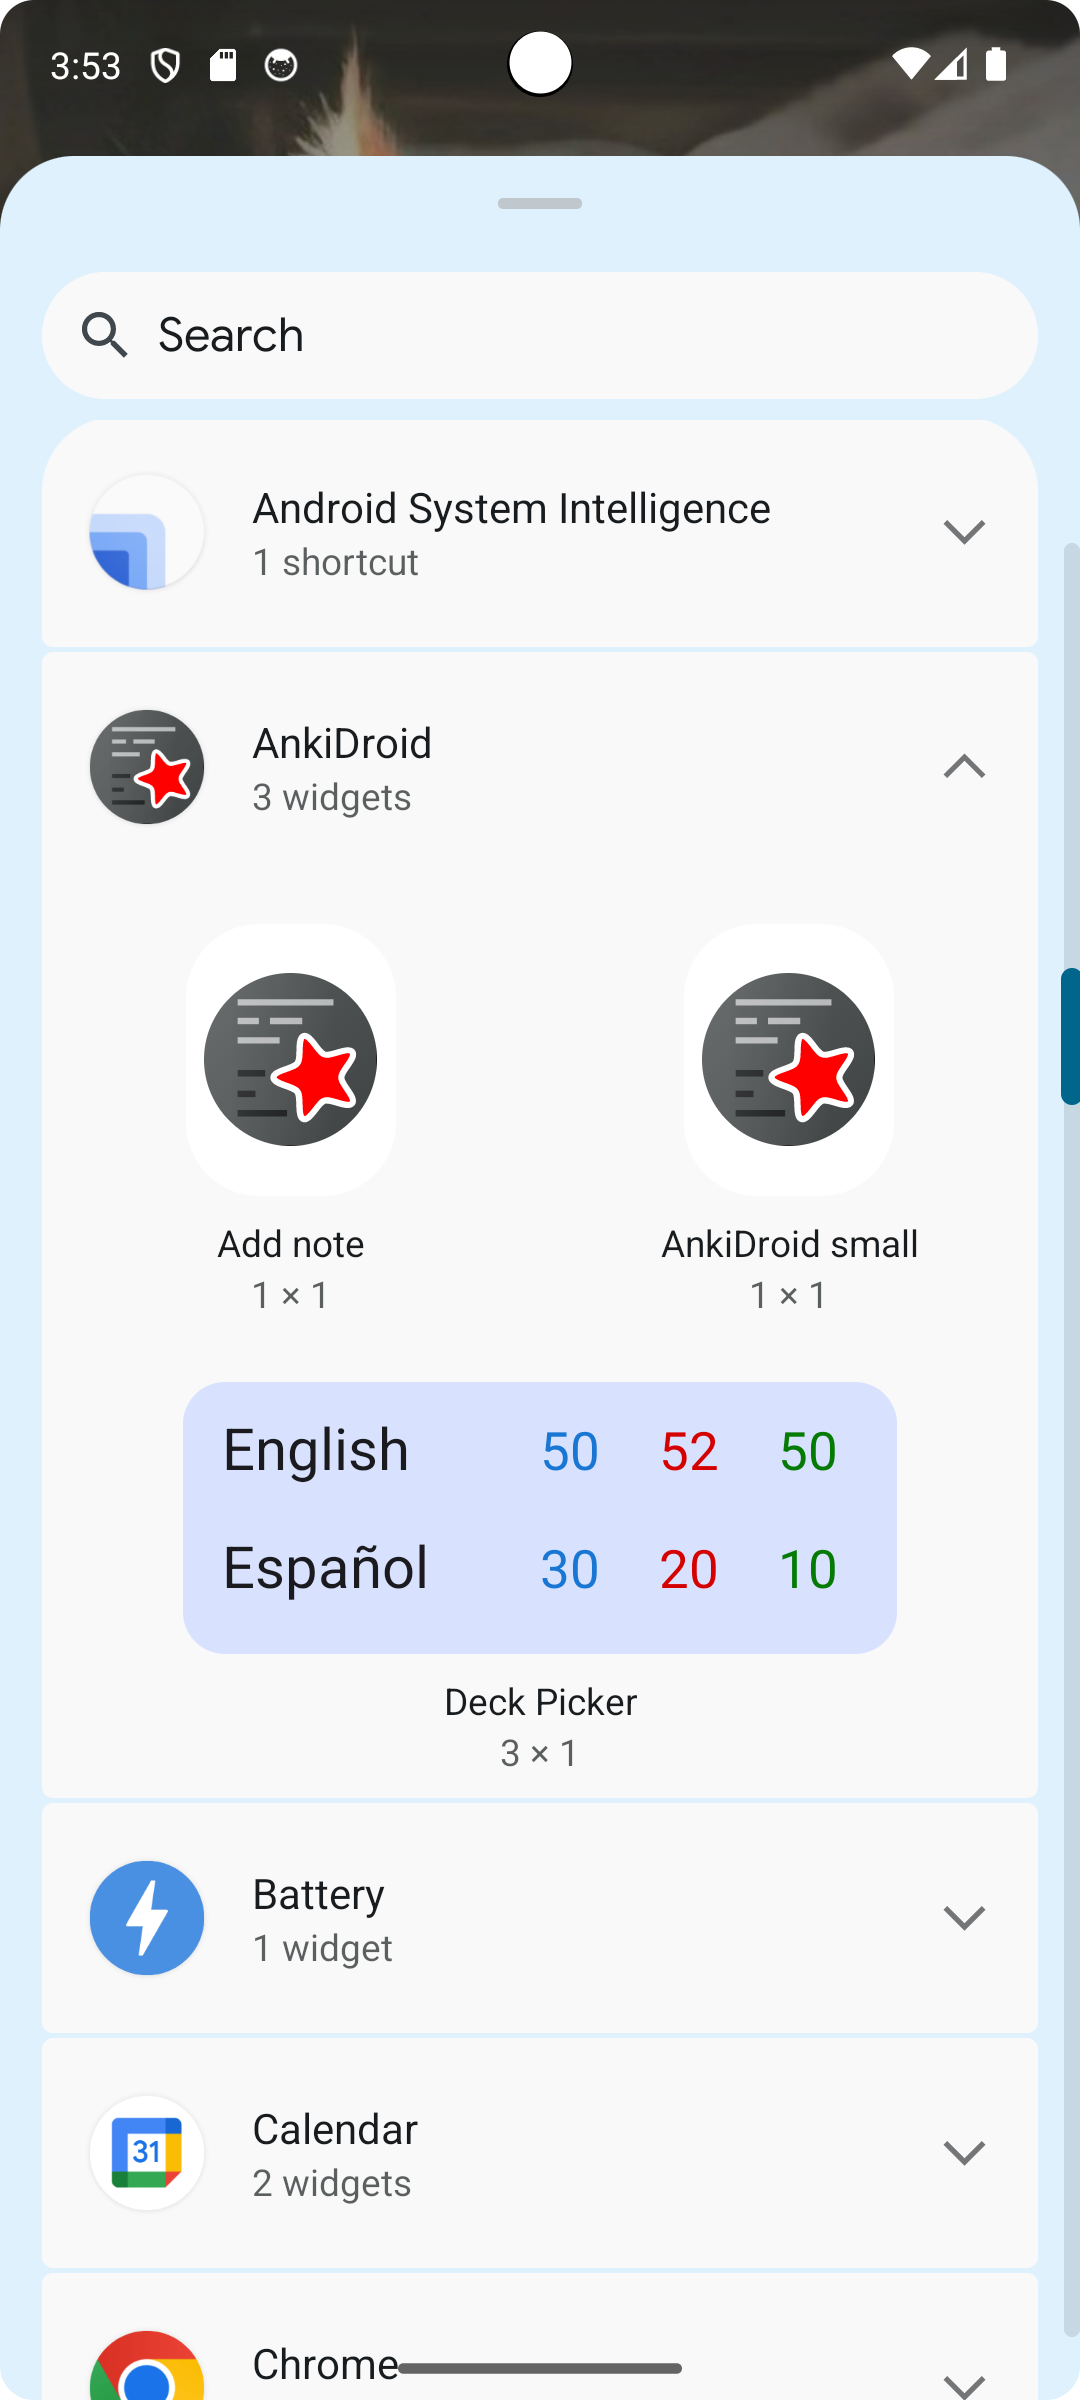 3:53
Search
Android System Intelligence
1 shortcut
AnkiDroid
3 widgets
Add note
1 × 1
AnkiDroid small
1 × 1
English 50 52 50
Español 30 20 10
Deck Picker
3 × 1
Battery
1 widget
31
Calendar
2 widgets
Chrome